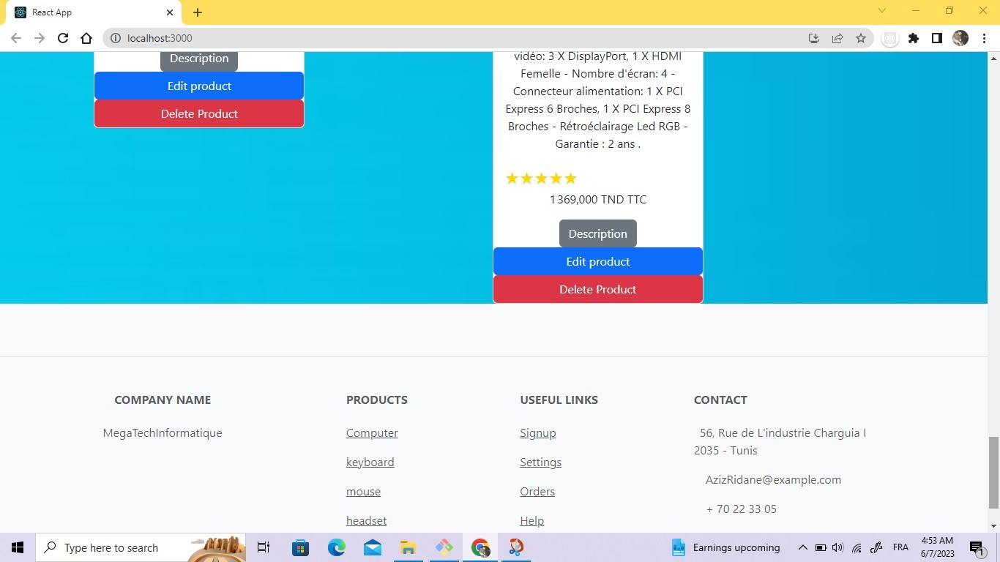 React App
localhost:3000
Description
Edit product
Delete Product
vidéo: 3 X DisplayPort, 1 X HDMI
Femelle - Nombre d'écran: 4 -
Connecteur alimentation: 1 X PCI
Express 6 Broches, 1 X PCI Express 8
Broches - Rétroéclairage Led RGB -
Garantie : 2 ans .
★★★★★
1 369,000 TND TTC
Description
Edit product
Delete Product
COMPANY NAME
MegaTechInformatique
PRODUCTS
Computer
keyboard
mouse
headset
USEFUL LINKS
Signup
Settings
Orders
Help
CONTACT
56, Rue de L'industrie Charguia I
2035 - Tunis
AzizRidane@example.com
+ 70 22 33 05
Type here to search
Earnings upcoming
FRA
4:53 AM
6/7/2023
1